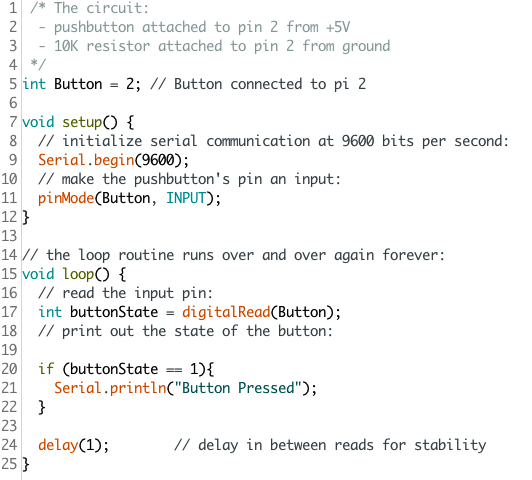 1 /* The circuit:
2 - pushbutton attached to pin 2 from +5V
3 - 10K resistor attached to pin 2 from ground
4 */
5 int Button = 2; // Button connected to pi 2
6
7 void setup() {
8 // initialize serial communication at 9600 bits per second:
9 Serial.begin(9600);
10 // make the pushbutton's pin an input:
11 pinMode(Button, INPUT);
12 }
13
14 // the loop routine runs over and over again forever:
15 void loop() {
16 // read the input pin:
17 int buttonState = digitalRead(Button);
18 // print out the state of the button:
19
20 if (buttonState == 1){
21 Serial.println("Button Pressed");
22 }
23
24 delay(1); // delay in between reads for stability
25 }